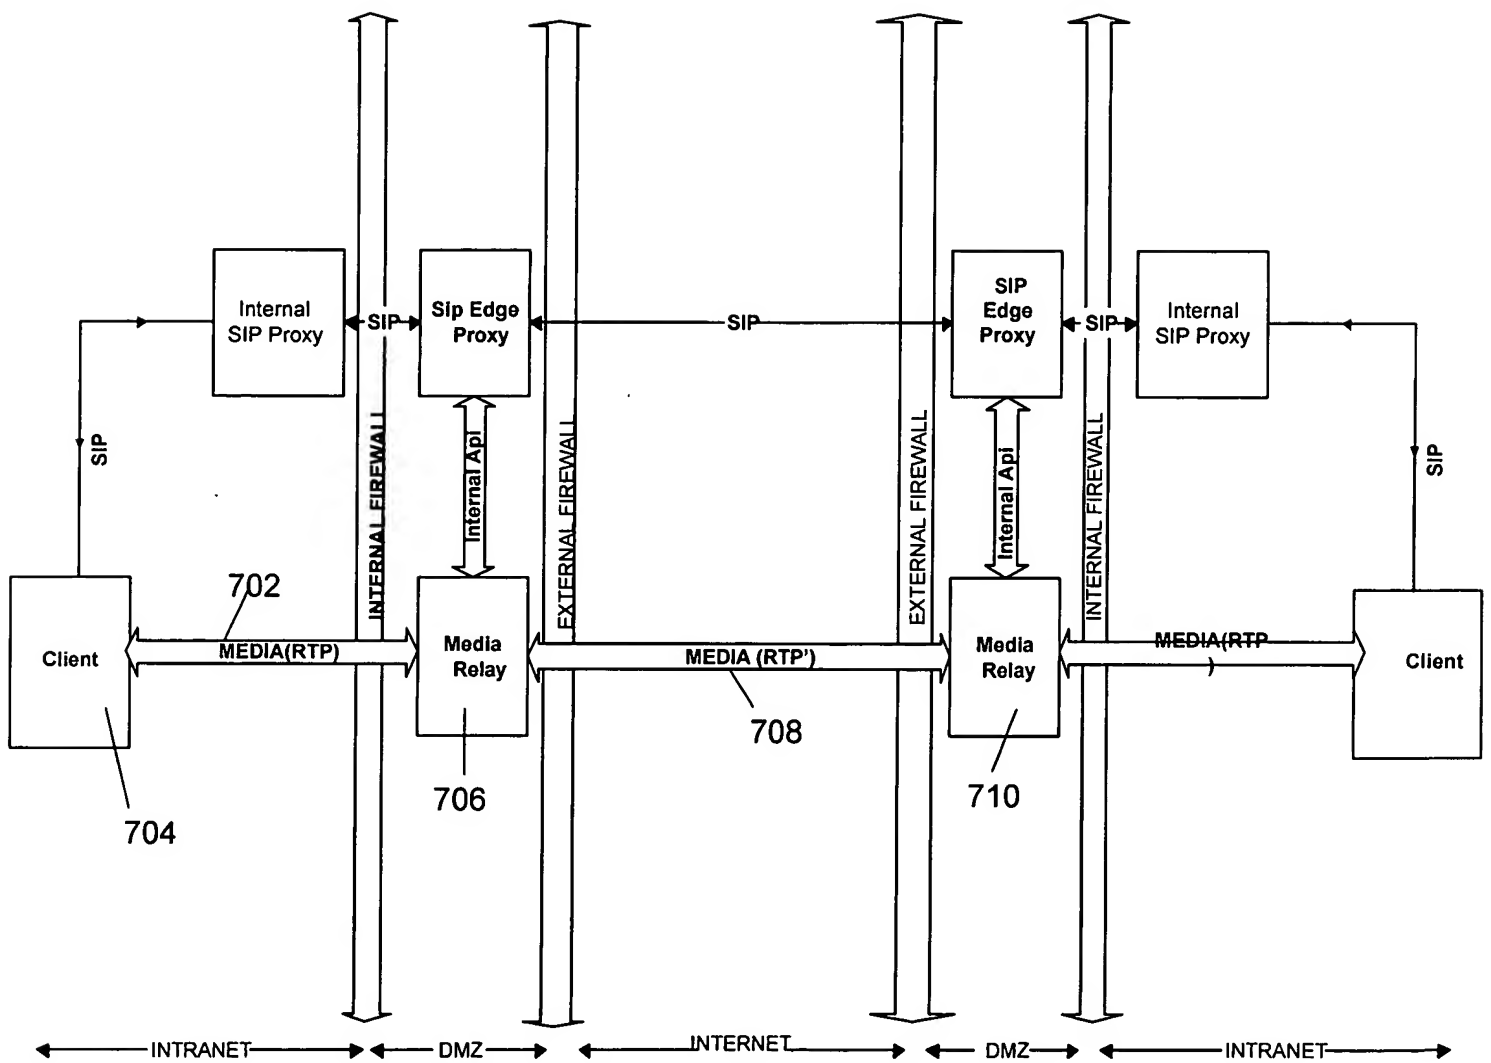 Internal
SIP Proxy
SIP
Sip Edge
Proxy
SIP
SIP
Edge
Proxy
SIP
Internal
SIP Proxy
SIP
INTERNAL FIREWALL
Internal Api
EXTERNAL FIREWALL
EXTERNAL FIREWALL
Internal Api
INTERNAL FIREWALL
SIP
702
Client
MEDIA(RTP)
Media
Relay
MEDIA (RTP')
Media
Relay
MEDIA(RTP
)
Client
704
706
708
710
INTRANET
DMZ
INTERNET
DMZ
INTRANET